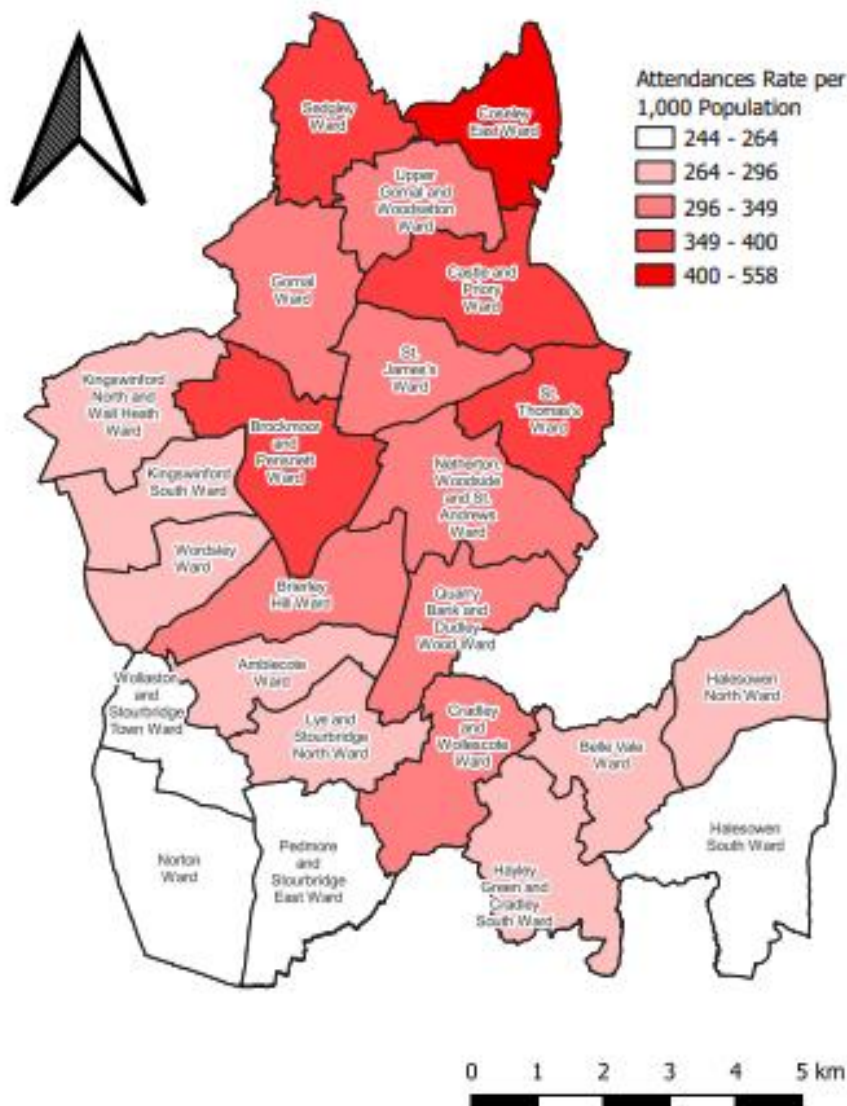 Attendances Rate per
1,000 Population
244 - 264
264 - 296
296 - 349
349 - 400
400 - 558
Sedgley
Ward
Coseley
East Ward
Upper
Gornal and
Woodsetton
Ward
Gornal
Ward
Castle and
Priory
Ward
St.
James's
Ward
St.
Thomas's
Ward
Kingswinford
North and
Wall Heath
Ward
Brockmoor
and
Pensnett
Ward
Kingswinford
South Ward
Netherton,
Woodside
and St.
Andrews
Ward
Wordsley
Ward
Brierley
Hill Ward
Quarry
Bank and
Dudley
Wood Ward
Amblecote
Ward
Wollaston
and
Stourbridge
Town Ward
Lye and
Stourbridge
North Ward
Cradley
and
Wollescote
Ward
Halesowen
North Ward
Belle Vale
Ward
Halesowen
South Ward
Norton
Ward
Pedmore
and
Stourbridge
East Ward
Hayley
Green and
Cradley
South Ward
0 1 2 3 4 5 km